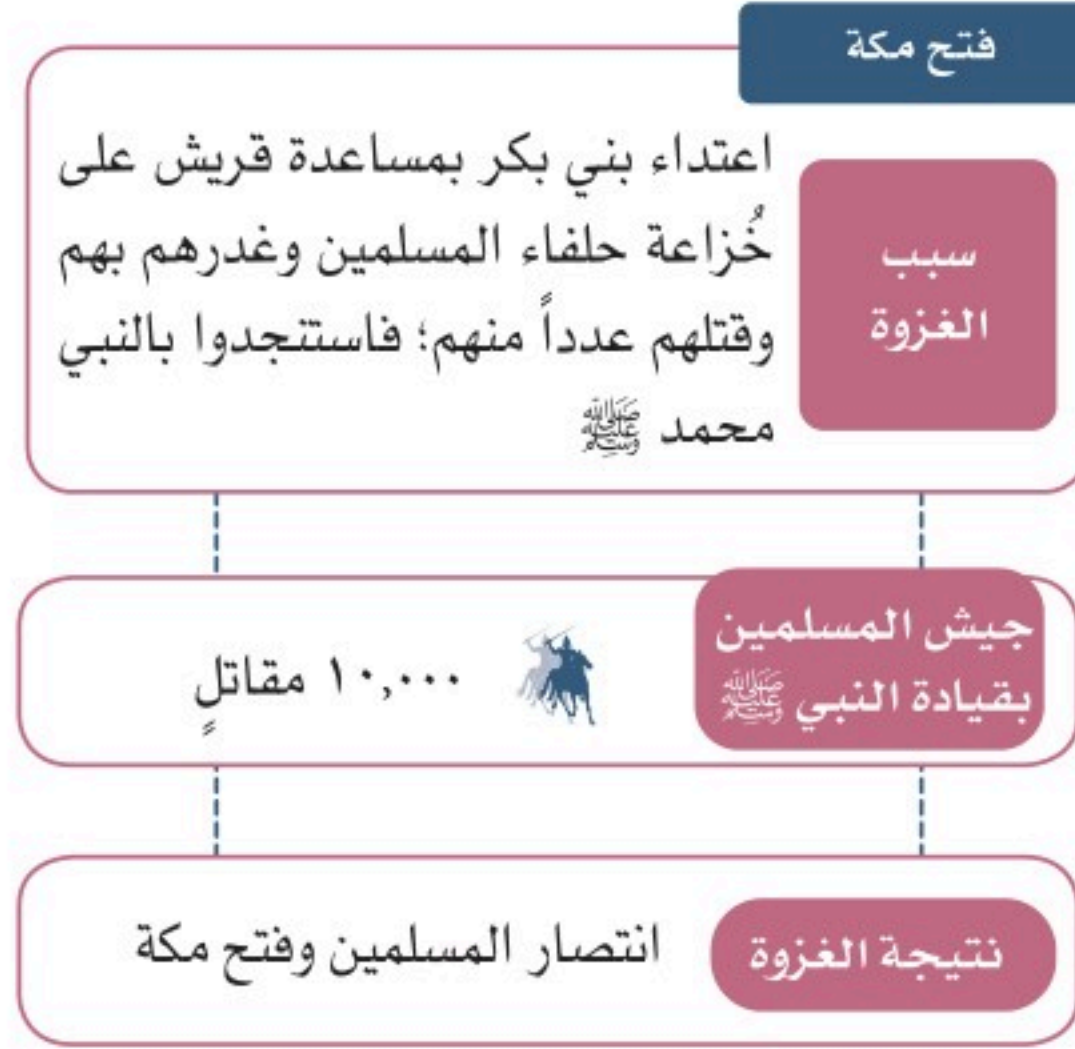 فتح مكة
سبب
الغزوة
اعتداء بني بكر بمساعدة قريش على
خُزاعة حلفاء المسلمين وغدرهم بهم
وقتلهم عدداً منهم؛ فاستنجدوا بالنبي
محمد ﷺ
جيش المسلمين
بقيادة النبي ﷺ
١٠,٠٠٠ مقاتلٍ
نتيجة الغزوة
انتصار المسلمين وفتح مكة